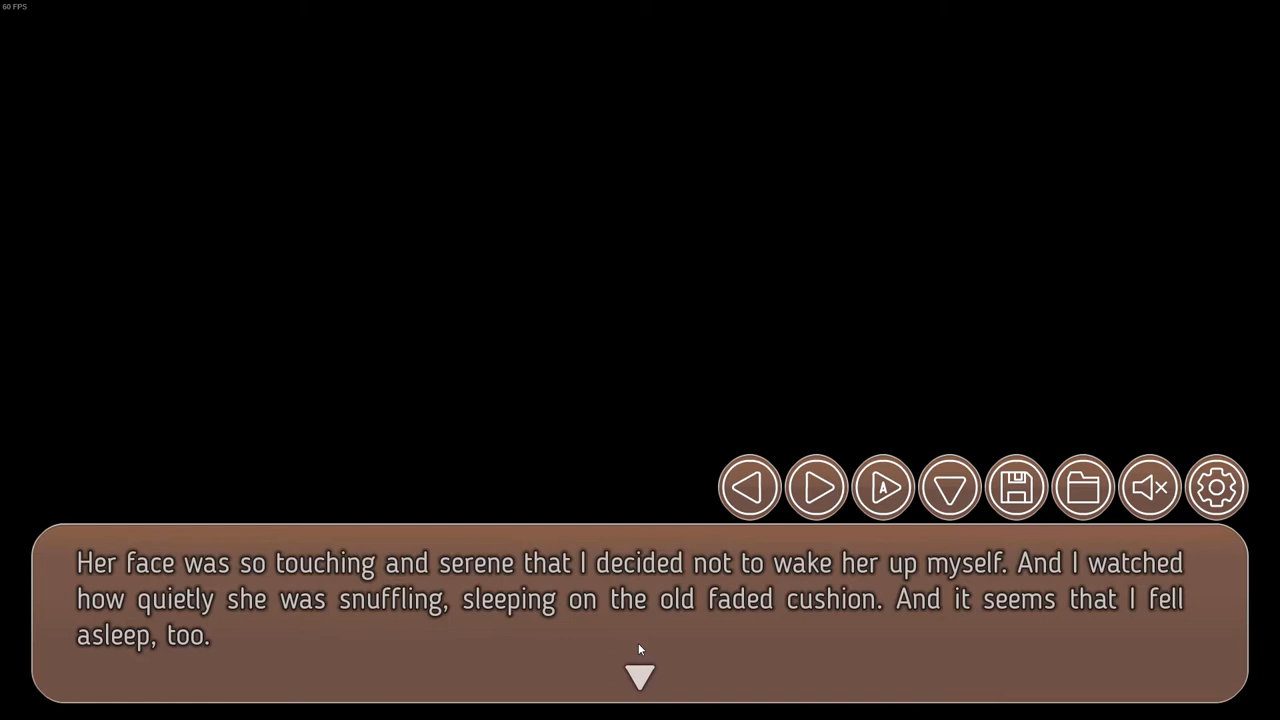 60 FPS
A
Her face was so touching and serene that I decided not to wake her up myself. And I watched
how quietly she was snuffling, sleeping on the old faded cushion. And it seems that I fell
asleep, too.